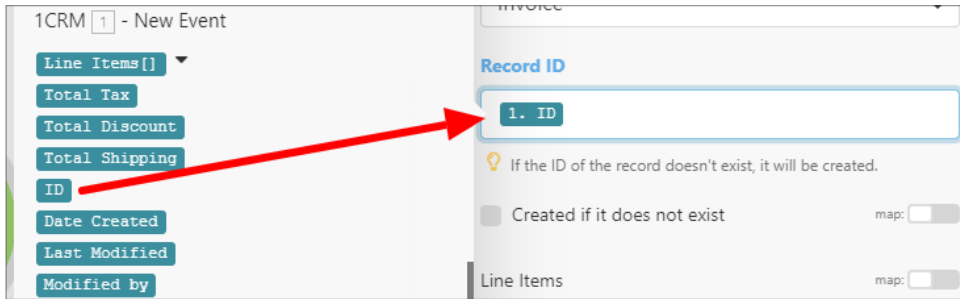 1CRM 1 - New Event
Line Items[]
Total Tax
Total Discount
Total Shipping
ID
Date Created
Last Modified
Modified by
Invoice
Record ID
1. ID
If the ID of the record doesn't exist, it will be created.
Created if it does not exist map:
Line Items map: